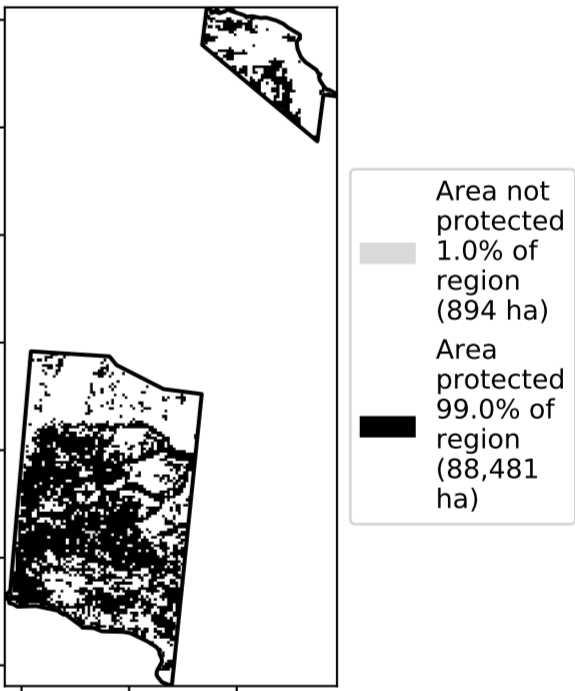 Area not
protected
1.0% of
region
(894 ha)
Area
protected
99.0% of
region
(88,481
ha)